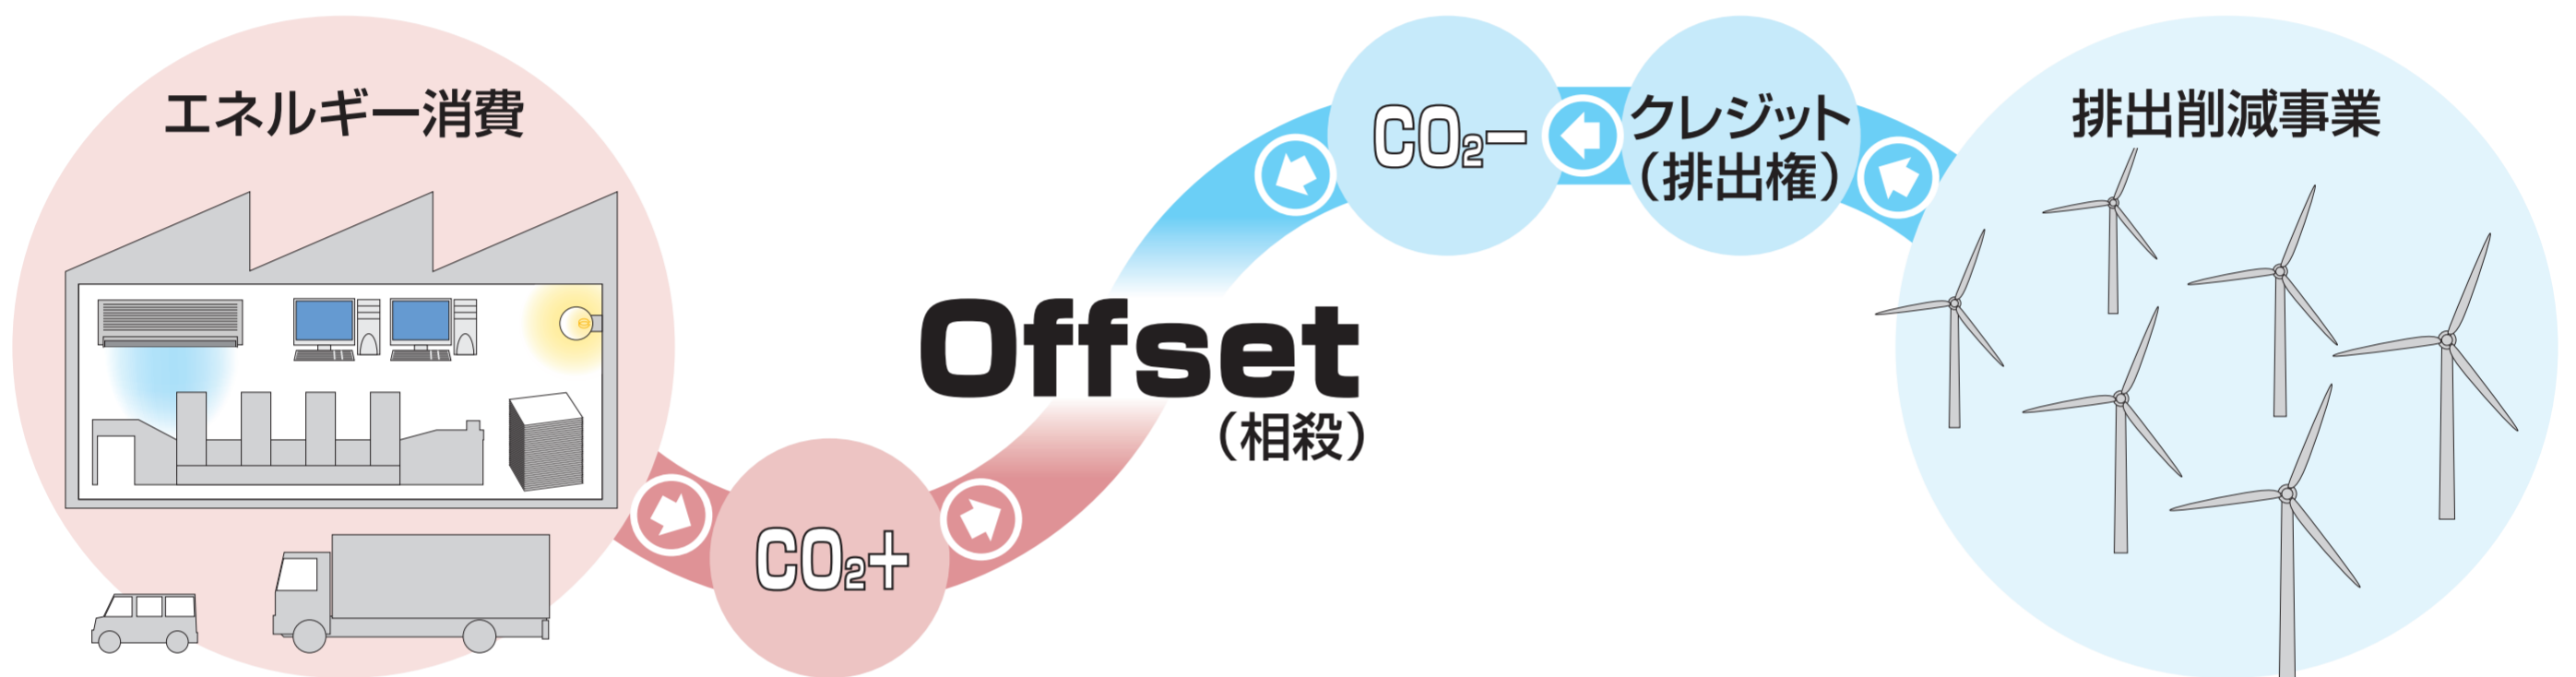 エネルギー消費
CO₂+
Offset
(相殺)
CO₂−
クレジット
(排出権)
排出削減事業